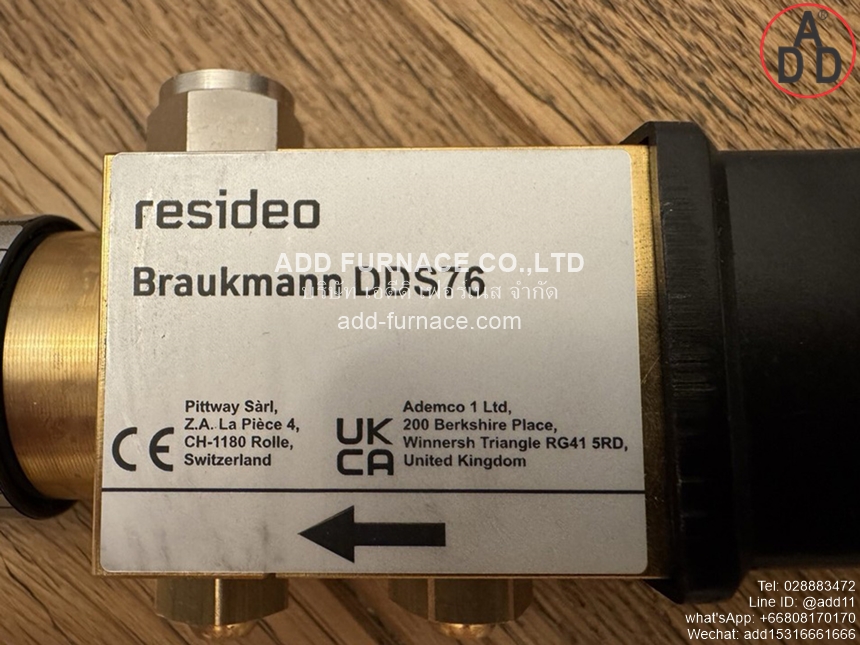 ADD®
resideo
ADD FURNACE CO.,LTD
Braukmann DDS76
บริษัท เอดีดี เฟอร์เนส จำกัด
add-furnace.com
CE
Pittway Sàrl,
Z.A. La Pièce 4,
CH-1180 Rolle,
Switzerland
UK
CA
Ademco 1 Ltd,
200 Berkshire Place,
Winnersh Triangle RG41 5RD,
United Kingdom
Tel: 028883472
Line ID: @add11
what'sApp: +66808170170
Wechat: add15316661666